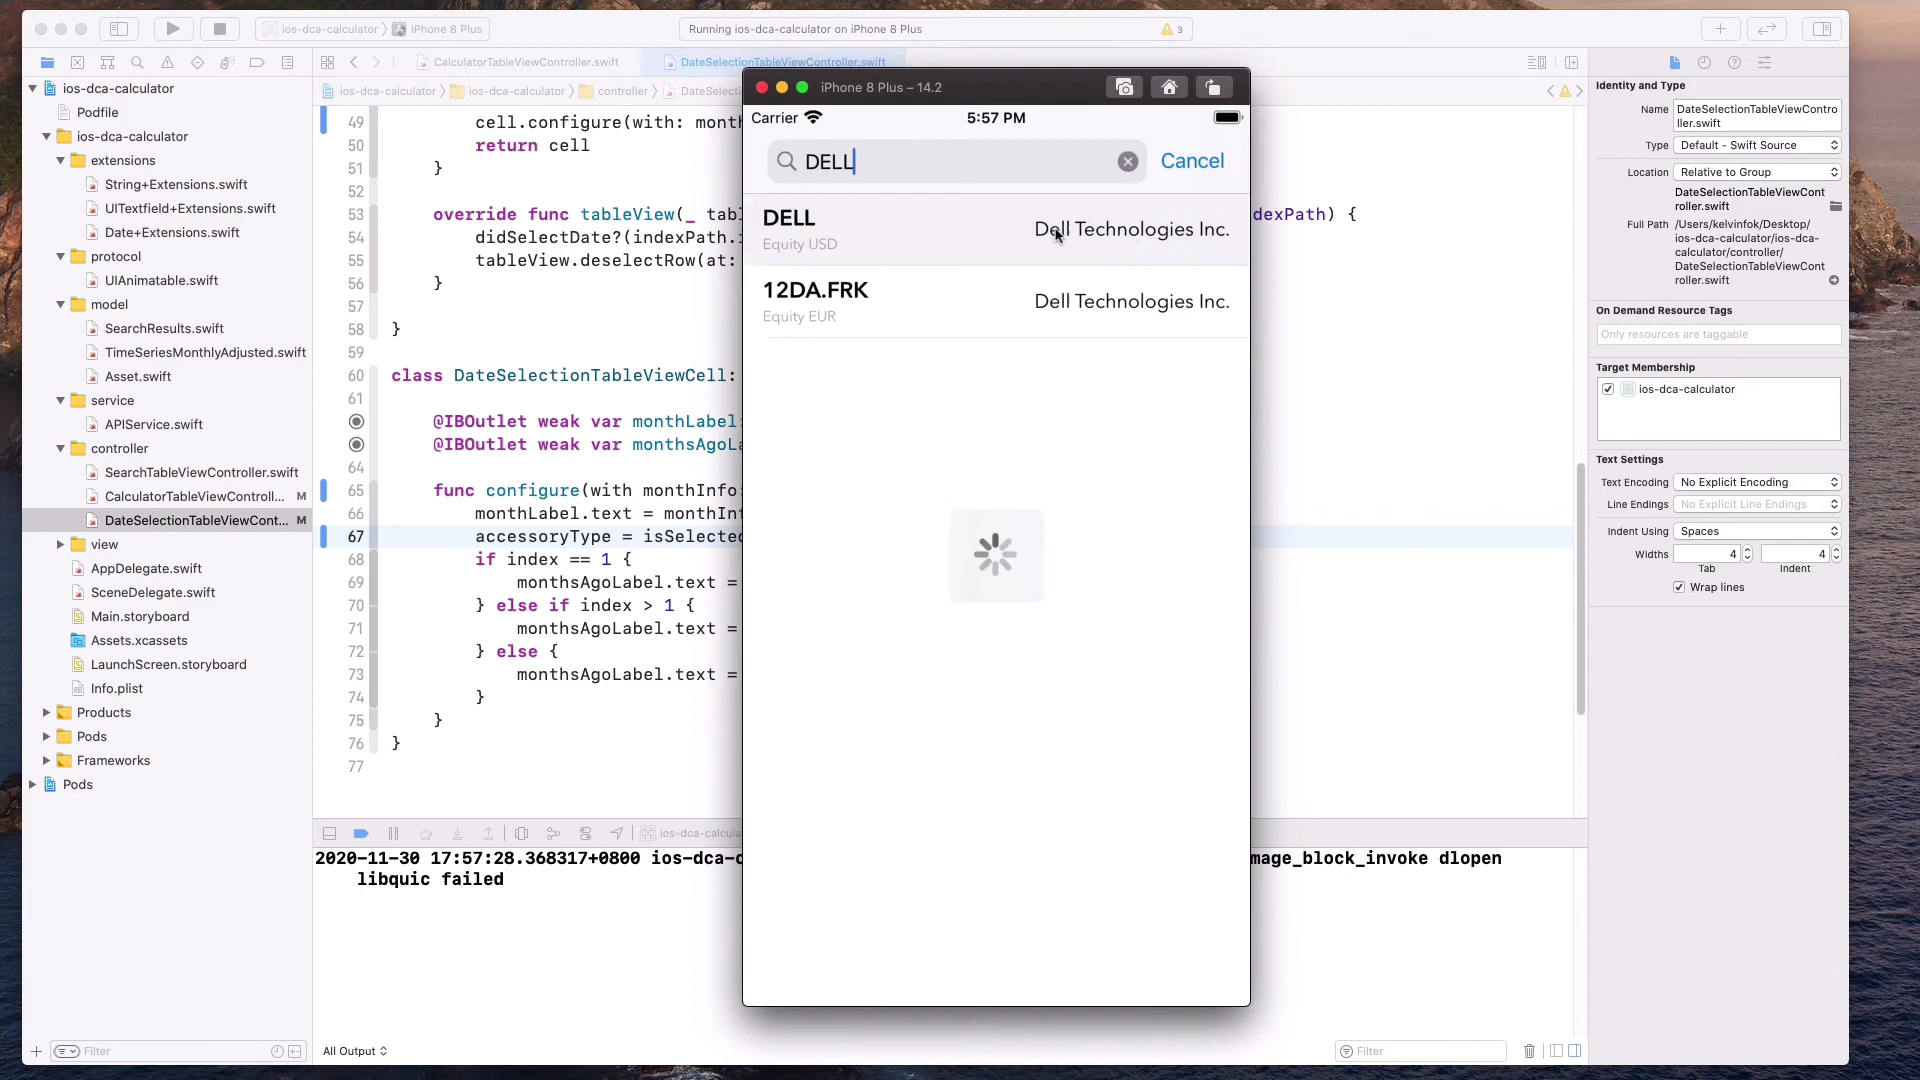 ios-dca-calculator
iPhone 8 Plus
Running ios-dca-calculator on iPhone 8 Plus
3
CalculatorTableViewController.swift
DateSelectionTableViewController.swift
ios-dca-calculator
ios-dca-calculator
controller
DateSelecti
ios-dca-calculator
Podfile
ios-dca-calculator
extensions
String+Extensions.swift
UITextfield+Extensions.swift
Date+Extensions.swift
protocol
UIAnimatable.swift
model
SearchResults.swift
TimeSeriesMonthlyAdjusted.swift
Asset.swift
service
APIService.swift
controller
SearchTableViewController.swift
CalculatorTableViewControll... M
DateSelectionTableViewCont... M
view
AppDelegate.swift
SceneDelegate.swift
Main.storyboard
Assets.xcassets
LaunchScreen.storyboard
Info.plist
Products
Pods
Frameworks
Pods
Filter
49 cell.configure(with: mont
50 return cell
51 }
52
53 override func tableView(_ tabl dexPath) {
54 didSelectDate?(indexPath.
55 tableView.deselectRow(at:
56 }
57
58 }
59
60 class DateSelectionTableViewCell:
61
@IBOutlet weak var monthLabel:
@IBOutlet weak var monthsAgoLa
64
65 func configure(with monthInfo:
66 monthLabel.text = monthInf
67 accessoryType = isSelected
68 if index == 1 {
69 monthsAgoLabel.text =
70 } else if index > 1 {
71 monthsAgoLabel.text =
72 } else {
73 monthsAgoLabel.text =
74 }
75 }
76 }
77
ios-dca-calcula
2020-11-30 17:57:28.368317+0800 ios-dca-c mage_block_invoke dlopen
libquic failed
All Output
Filter
iPhone 8 Plus – 14.2
Carrier
5:57 PM
DELL
Cancel
DELL
Equity USD
Dell Technologies Inc.
12DA.FRK
Equity EUR
Dell Technologies Inc.
Identity and Type
Name DateSelectionTableViewContro
ller.swift
Type Default - Swift Source
Location Relative to Group
DateSelectionTableViewCont
roller.swift
Full Path /Users/kelvinfok/Desktop/
ios-dca-calculator/ios-dca-
calculator/controller/
DateSelectionTableViewCont
roller.swift
On Demand Resource Tags
Only resources are taggable
Target Membership
ios-dca-calculator
Text Settings
Text Encoding No Explicit Encoding
Line Endings No Explicit Line Endings
Indent Using Spaces
Widths 4 4
Tab Indent
Wrap lines